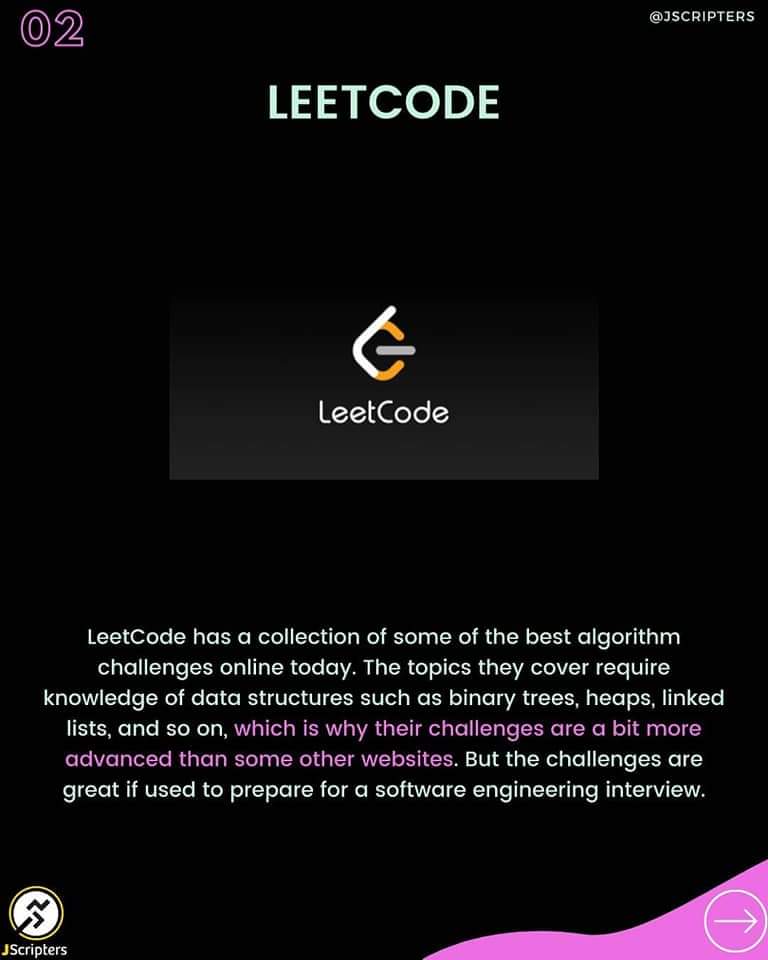 02
@JSCRIPTERS
LEETCODE
LeetCode
LeetCode has a collection of some of the best algorithm
challenges online today. The topics they cover require
knowledge of data structures such as binary trees, heaps, linked
lists, and so on, which is why their challenges are a bit more
advanced than some other websites. But the challenges are
great if used to prepare for a software engineering interview.
JScripters